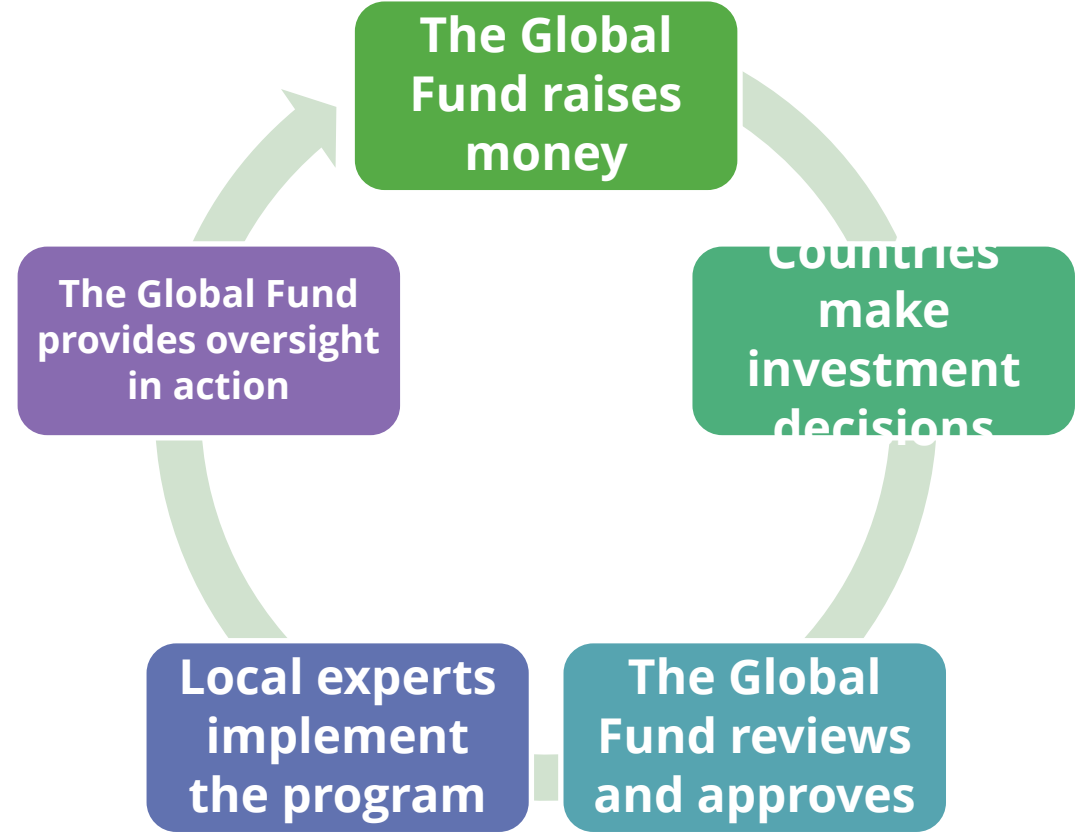 The Global
Fund raises
money
Countries
make
investment
decisions
The Global
Fund reviews
and approves
Local experts
implement
the program
The Global Fund
provides oversight
in action